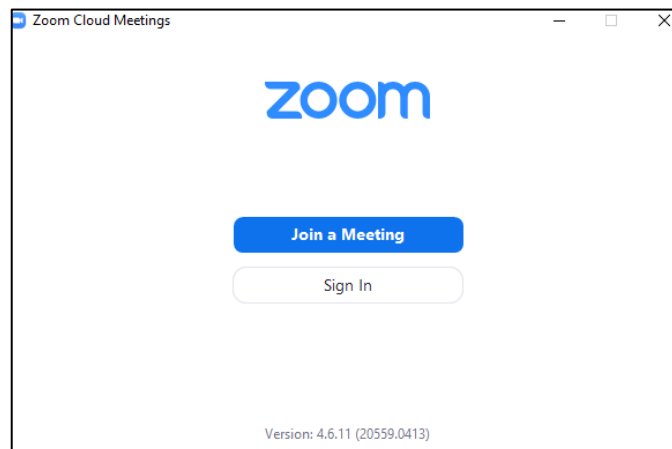 Zoom Cloud Meetings
zoom
Join a Meeting
Sign In
Version: 4.6.11 (20559.0413)